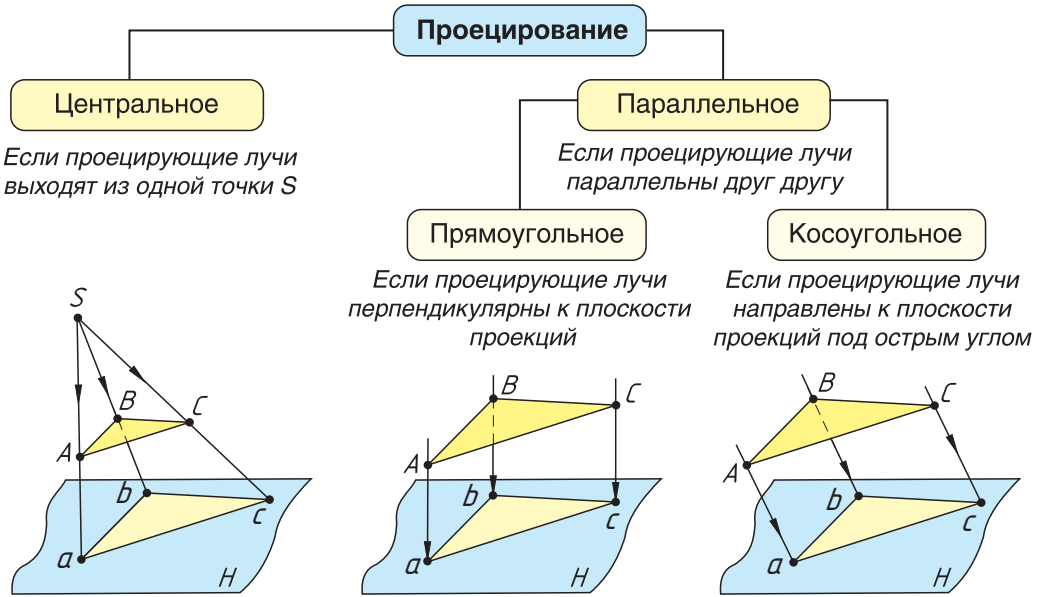 Проецирование
Центральное
Если проецирующие лучи
выходят из одной точки S
Параллельное
Если проецирующие лучи
параллельны друг другу
Прямоугольное
Если проецирующие лучи
перпендикулярны к плоскости
проекций
Косоугольное
Если проецирующие лучи
направлены к плоскости
проекций под острым углом
S
B
C
A
b
c
a
H
B
C
A
b
c
a
H
B
C
A
b
c
a
H